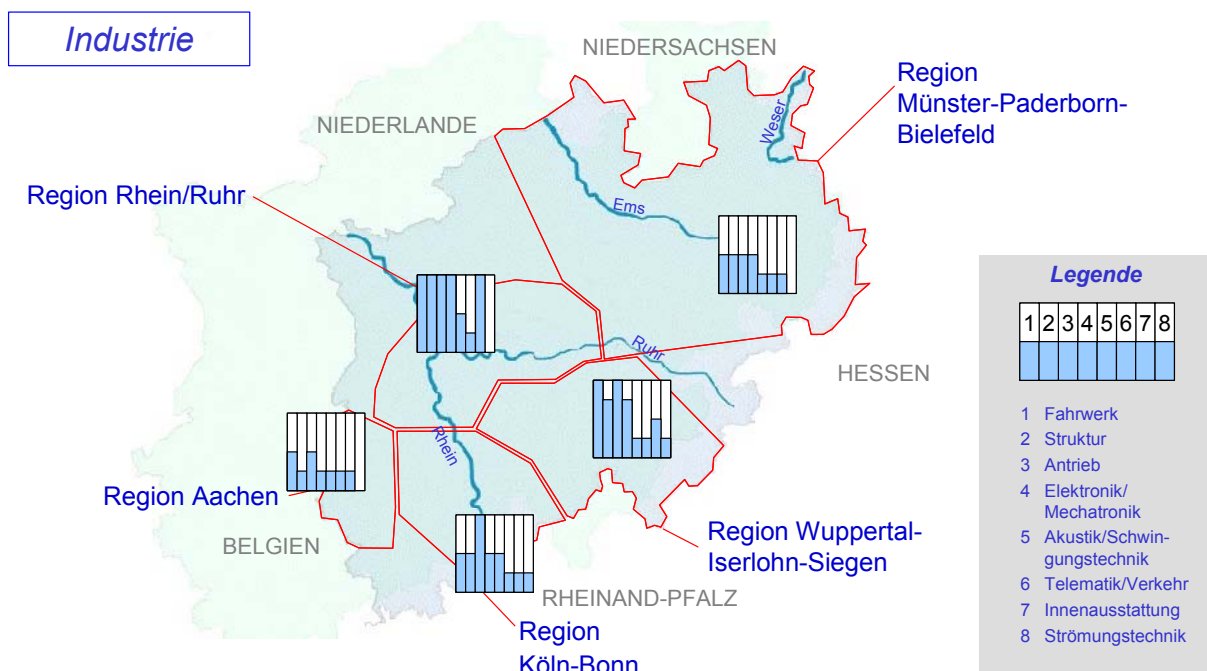 Industrie
NIEDERSACHSEN
Region
Münster-Paderborn-
Bielefeld
Weser
NIEDERLANDE
Region Rhein/Ruhr
Ems
Legende
1 2 3 4 5 6 7 8
Ruhr
HESSEN
Rhein
Region Aachen
BELGIEN
Region Wuppertal-
Iserlohn-Siegen
RHEINAND-PFALZ
Region
Köln-Bonn
1 Fahrwerk
2 Struktur
3 Antrieb
4 Elektronik/
Mechatronik
5 Akustik/Schwin-
gungstechnik
6 Telematik/Verkehr
7 Innenausstattung
8 Strömungstechnik